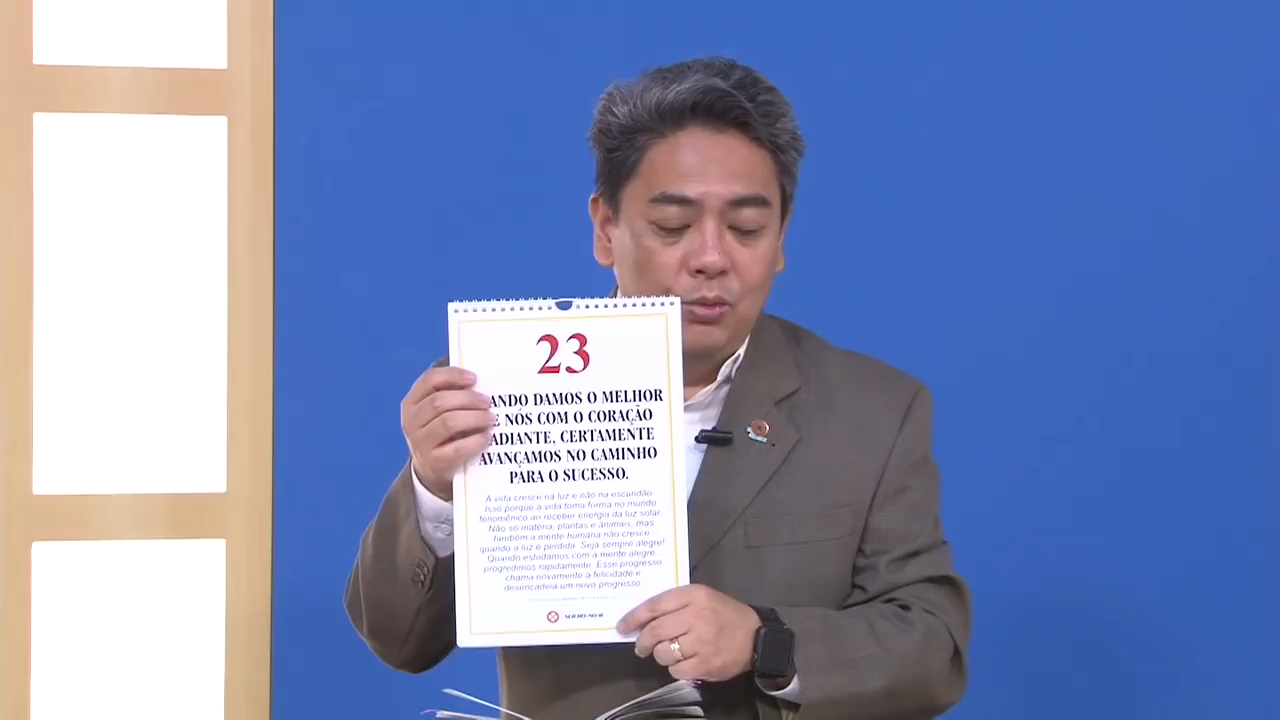 23
ANDO DAMOS O MELHOR
E NÓS COM O CORAÇÃO
ADIANTE, CERTAMENTE
AVANÇAMOS NO CAMINHO
PARA O SUCESSO.
A vida cresce na luz e não na escuridão.
Isso porque a vida toma forma no mundo
fenomênico ao receber energia da luz solar.
Não só matéria, plantas e animais, mas
também a mente humana não cresce
quando a luz é perdida. Seja sempre alegre!
Quando estudamos com a mente alegre,
progredimos rapidamente. Esse progresso
chama novamente a felicidade e
desencadeia um novo progresso.
SEICHO-NO-IE